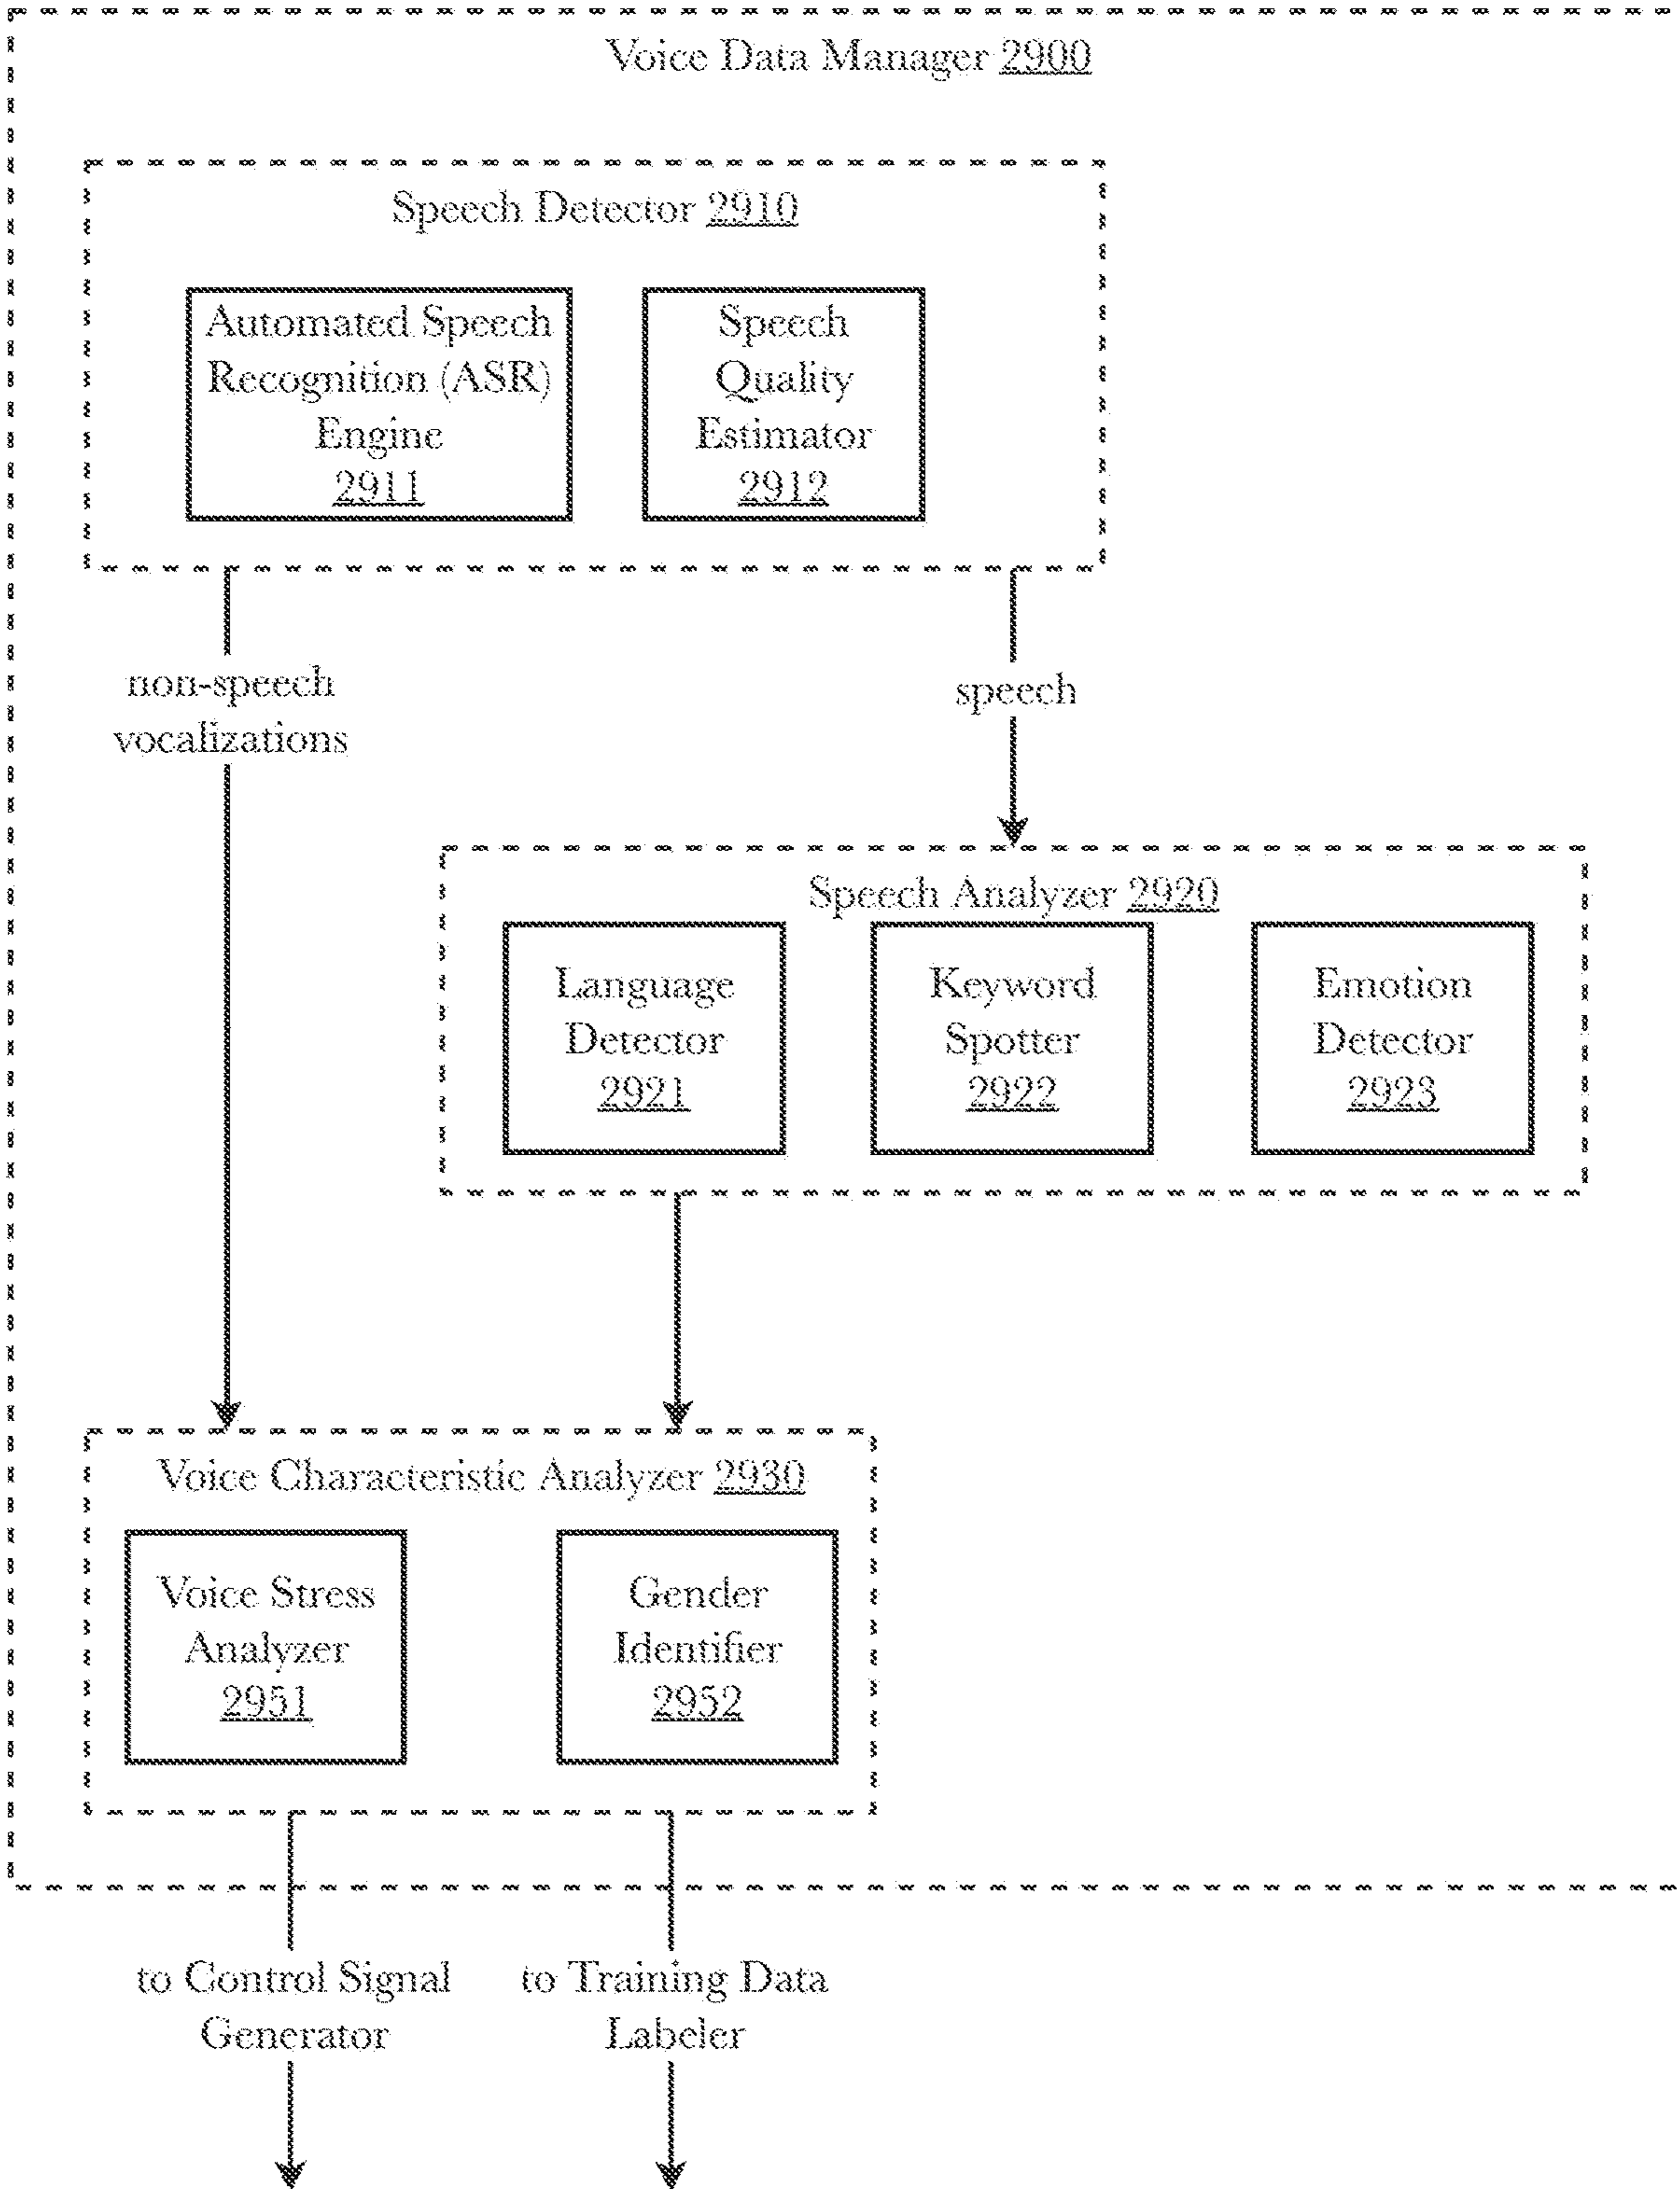 Voice Data Manager 2900
Speech Detector 2910
Automated Speech
Recognition (ASR)
Engine
2911
Speech
Quality
Estimator
2912
non-speech
vocalizations
speech
Speech Analyzer 2920
Language
Detector
2921
Keyword
Spotter
2922
Emotion
Detector
2923
Voice Characteristic Analyzer 2930
Voice Stress
Analyzer
2951
Gender
Identifier
2952
to Control Signal
Generator
to Training Data
Labeler